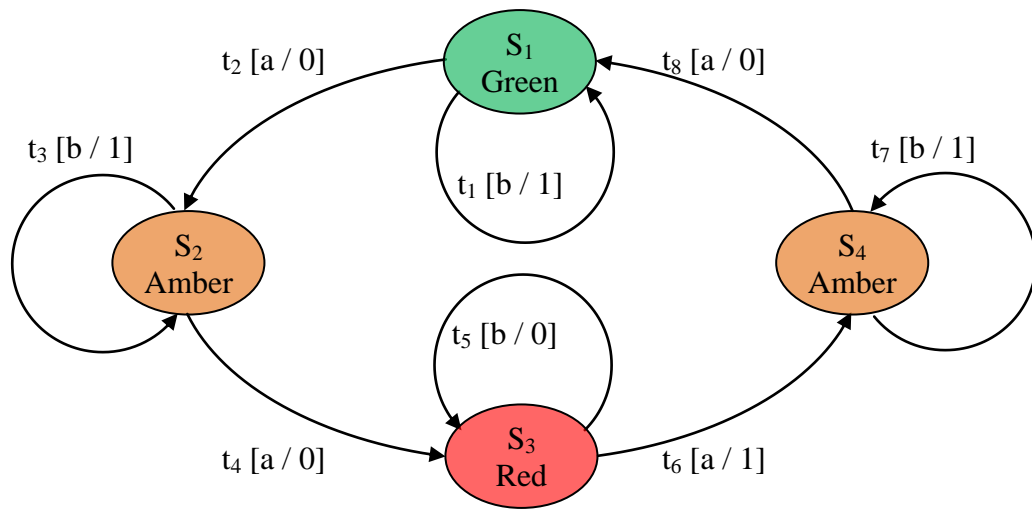 S₁
Green
t₂ [a / 0]
t₈ [a / 0]
t₃ [b / 1]
t₁ [b / 1]
t₇ [b / 1]
S₂
Amber
S₄
Amber
t₅ [b / 0]
S₃
Red
t₄ [a / 0]
t₆ [a / 1]